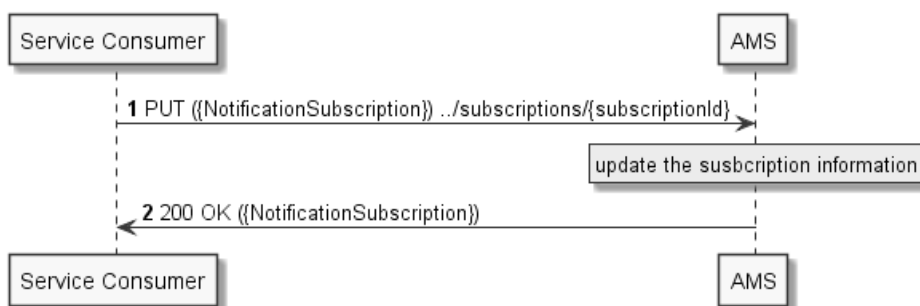 Service Consumer AMS
1 PUT ({NotificationSubscription}) ../subscriptions/{subscriptionId}
update the susbcription information
2 200 OK ({NotificationSubscription})
Service Consumer AMS